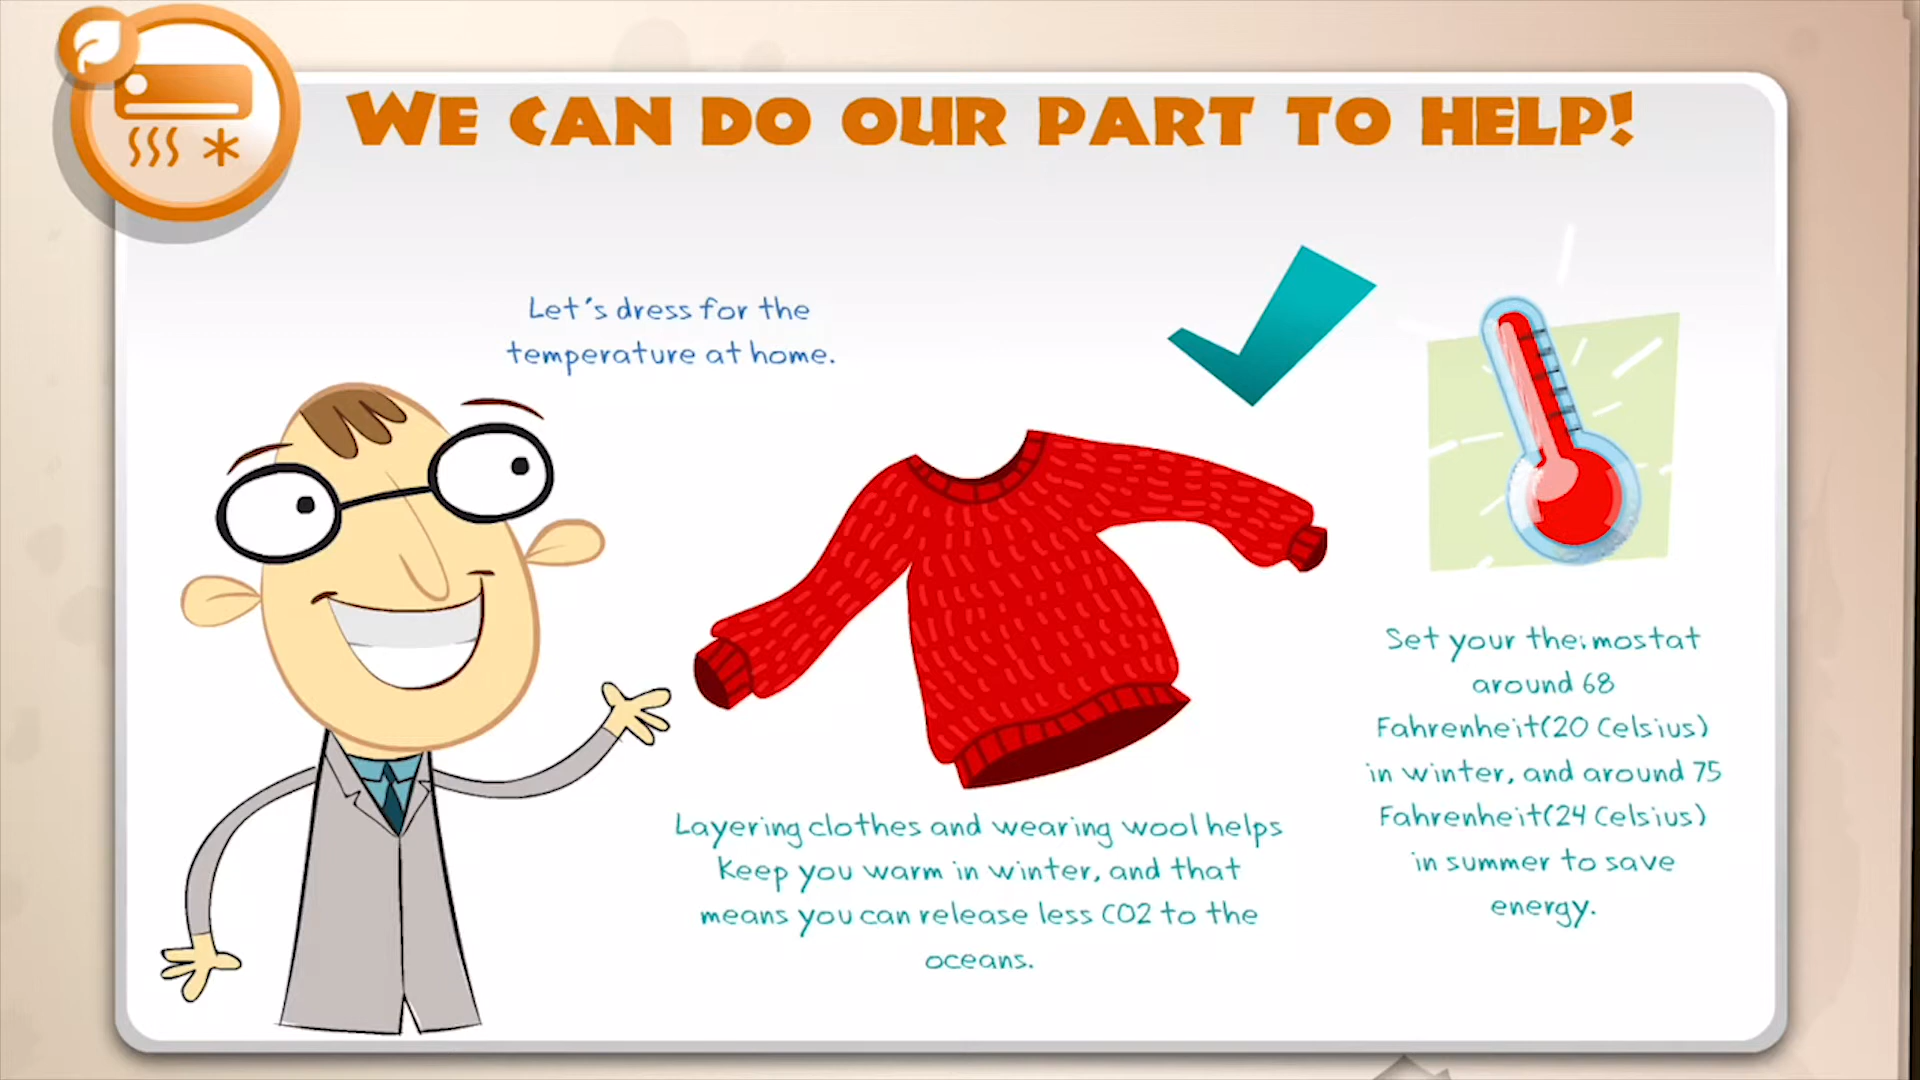 WE CAN DO OUR PART TO HELP!
Let's dress for the
temperature at home.
Layering clothes and wearing wool helps
keep you warm in winter, and that
means you can release less CO2 to the
oceans.
Set your thermostat
around 68
Fahrenheit(20 Celsius)
in winter, and around 75
Fahrenheit(24 Celsius)
in summer to save
energy.